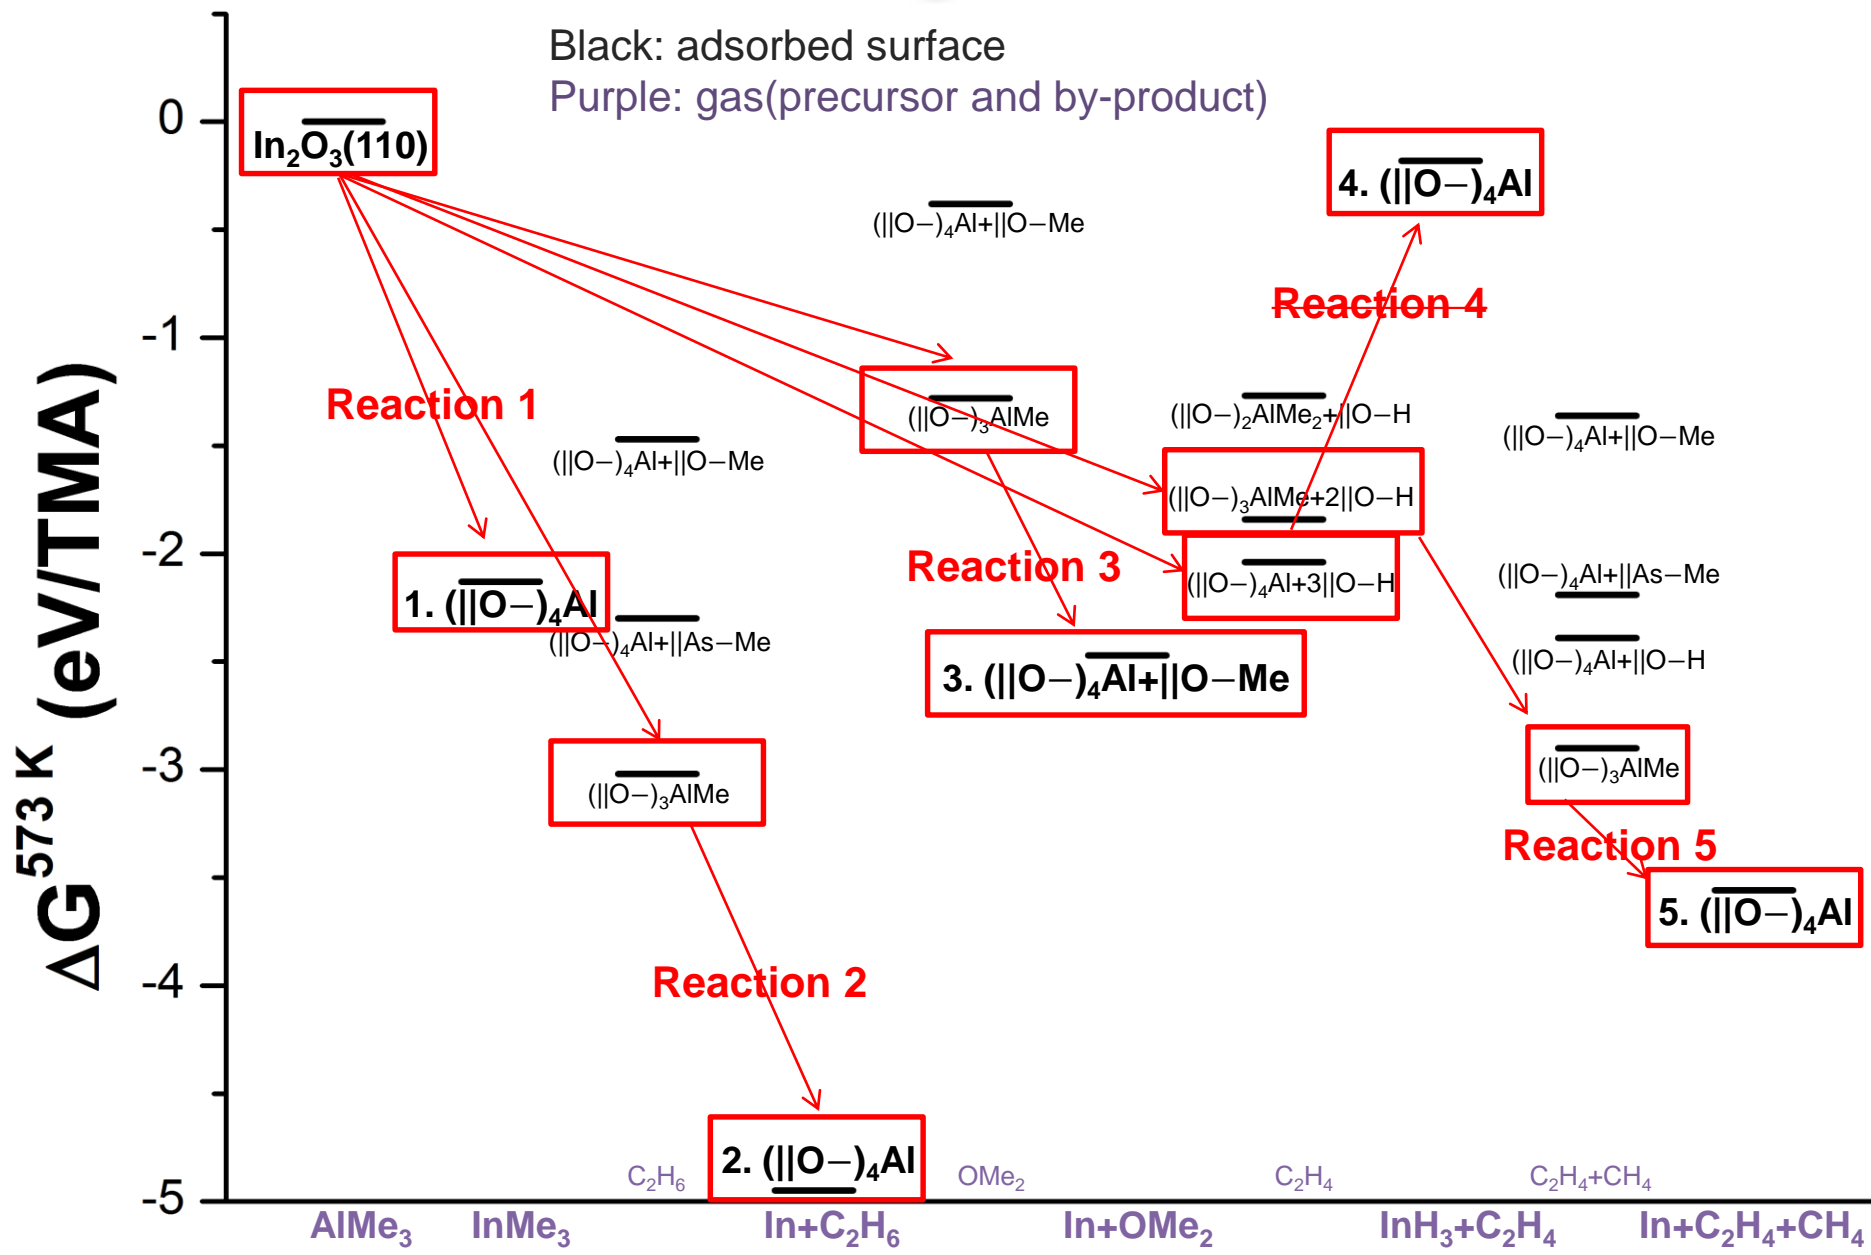 Black: adsorbed surface
Purple: gas(precursor and by-product)
ΔG⁵⁷³ ᴷ (eV/TMA)
0
-1
-2
-3
-4
-5
In₂O₃(110)
4. (||O−)₄Al
(||O−)₄Al+||O−Me
Reaction 4
Reaction 1
(||O−)₃AlMe
(||O−)₂AlMe₂+||O−H
(||O−)₄Al+||O−Me
(||O−)₄Al+||O−Me
(||O−)₃AlMe+2||O−H
Reaction 3
(||O−)₄Al+3||O−H
(||O−)₄Al+||As−Me
1. (||O−)₄Al
(||O−)₄Al+||As−Me
(||O−)₄Al+||O−H
3. (||O−)₄Al+||O−Me
(||O−)₃AlMe
(||O−)₃AlMe
Reaction 5
5. (||O−)₄Al
Reaction 2
2. (||O−)₄Al
C₂H₆
OMe₂
C₂H₄
C₂H₄+CH₄
AlMe₃
InMe₃
In+C₂H₆
In+OMe₂
InH₃+C₂H₄
In+C₂H₄+CH₄